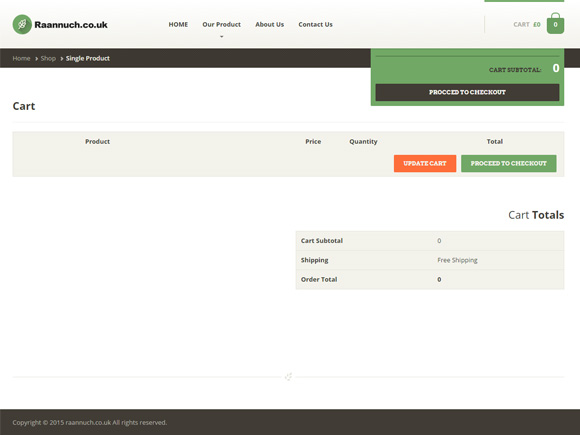 Raannuch.co.uk
HOME Our Product About Us Contact Us
CART £0 0
Home Shop Single Product
CART SUBTOTAL: 0
PROCCED TO CHECKOUT
Cart
Product Price Quantity Total
UPDATE CART PROCEED TO CHECKOUT
Cart Totals
Cart Subtotal 0
Shipping Free Shipping
Order Total 0
Copyright © 2015 raannuch.co.uk All rights reserved.